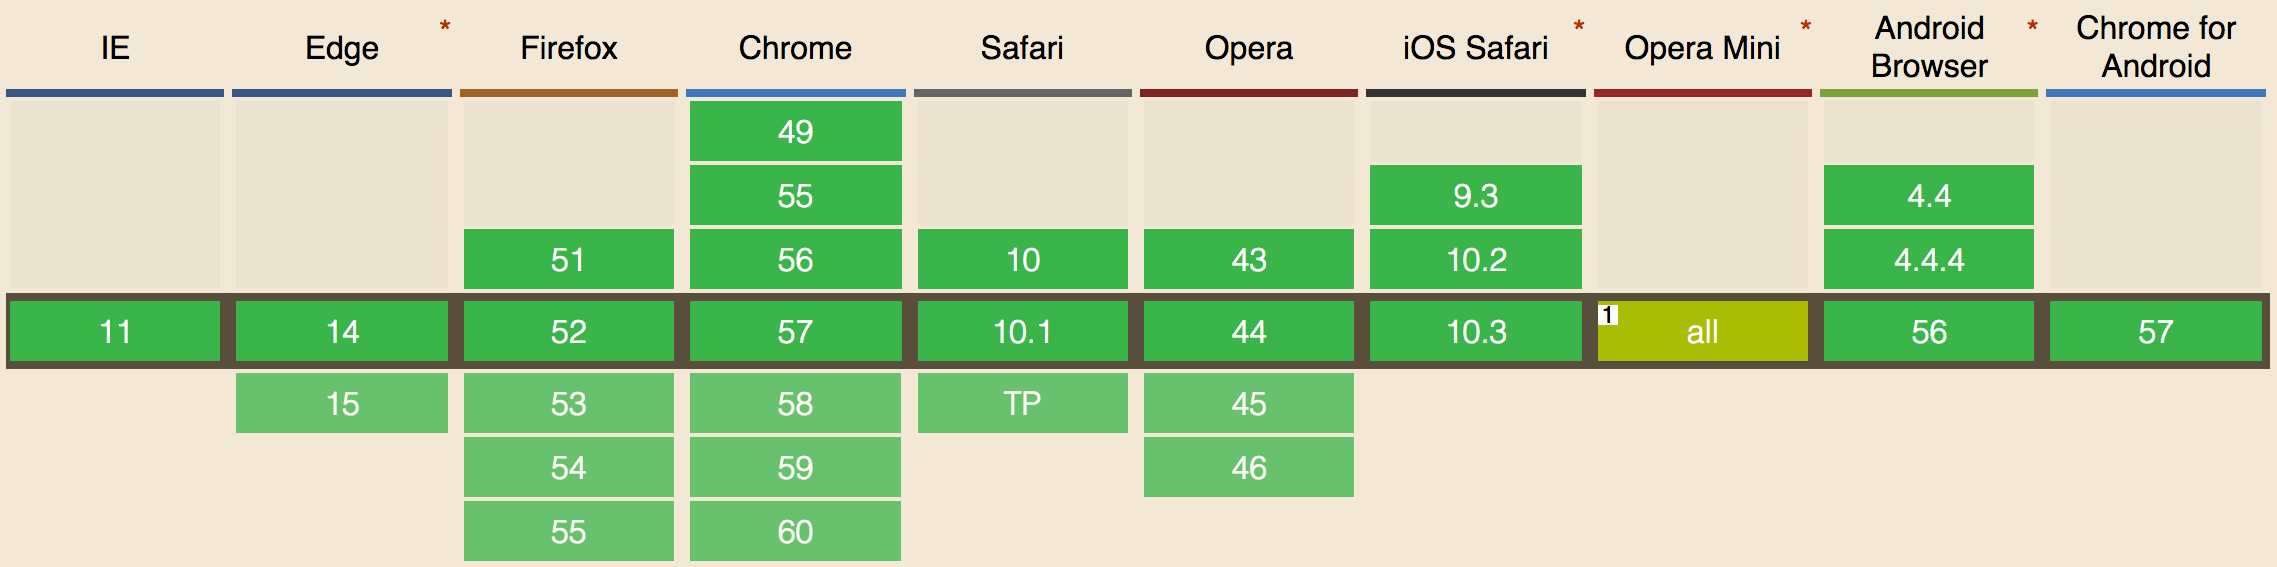 IE Edge * Firefox Chrome Safari Opera iOS Safari * Opera Mini * Android Browser * Chrome for Android
49
55 9.3 4.4
51 56 10 43 10.2 4.4.4
11 14 52 57 10.1 44 10.3 1 all 56 57
15 53 58 TP 45
54 59 46
55 60